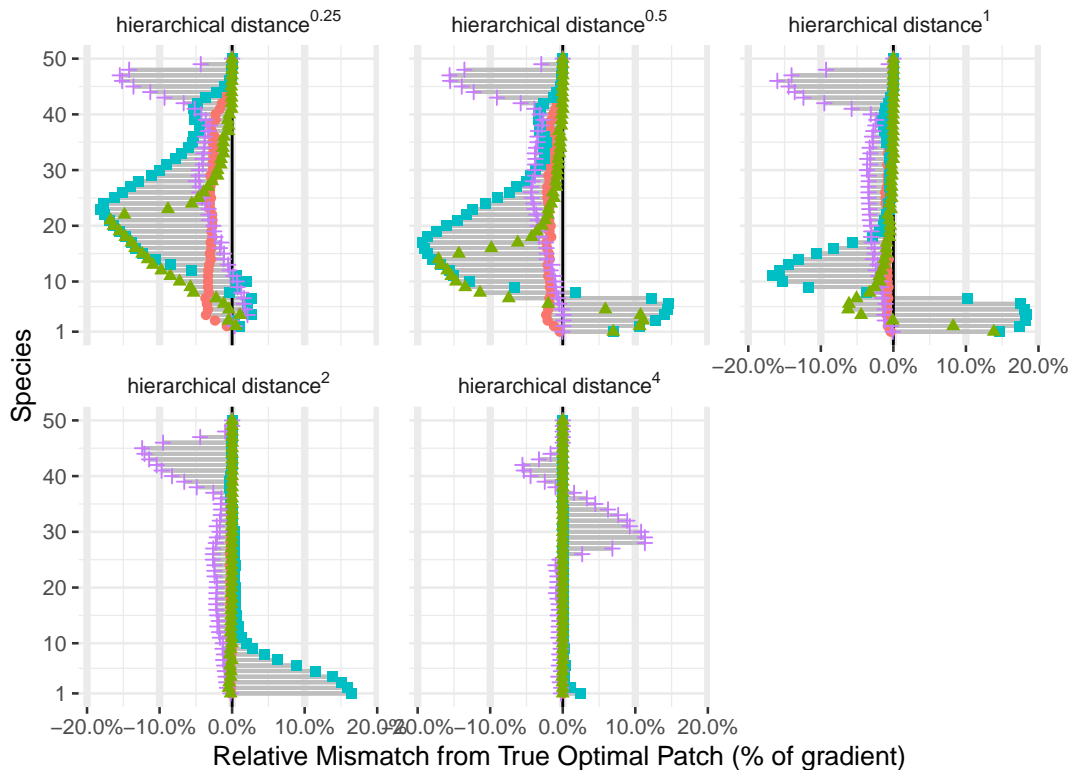 hierarchical distance^0.25
hierarchical distance^0.5
hierarchical distance^1
50
40
30
20
10
1
−20.0%−10.0% 0.0% 10.0% 20.0%
hierarchical distance^2
hierarchical distance^4
50
40
30
20
10
1
−20.0%−10.0% 0.0% 10.0% 20.0%
−20.0%−10.0% 0.0% 10.0% 20.0%
Species
Relative Mismatch from True Optimal Patch (% of gradient)